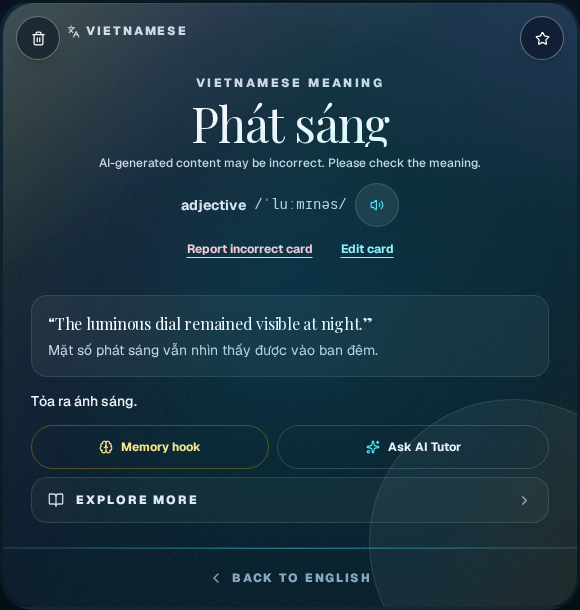 VIETNAMESE
VIETNAMESE MEANING
Phát sáng
AI-generated content may be incorrect. Please check the meaning.
adjective /ˈluːmɪnəs/
Report incorrect card Edit card
“The luminous dial remained visible at night.”
Mặt số phát sáng vẫn nhìn thấy được vào ban đêm.
Tỏa ra ánh sáng.
Memory hook Ask AI Tutor
EXPLORE MORE
BACK TO ENGLISH